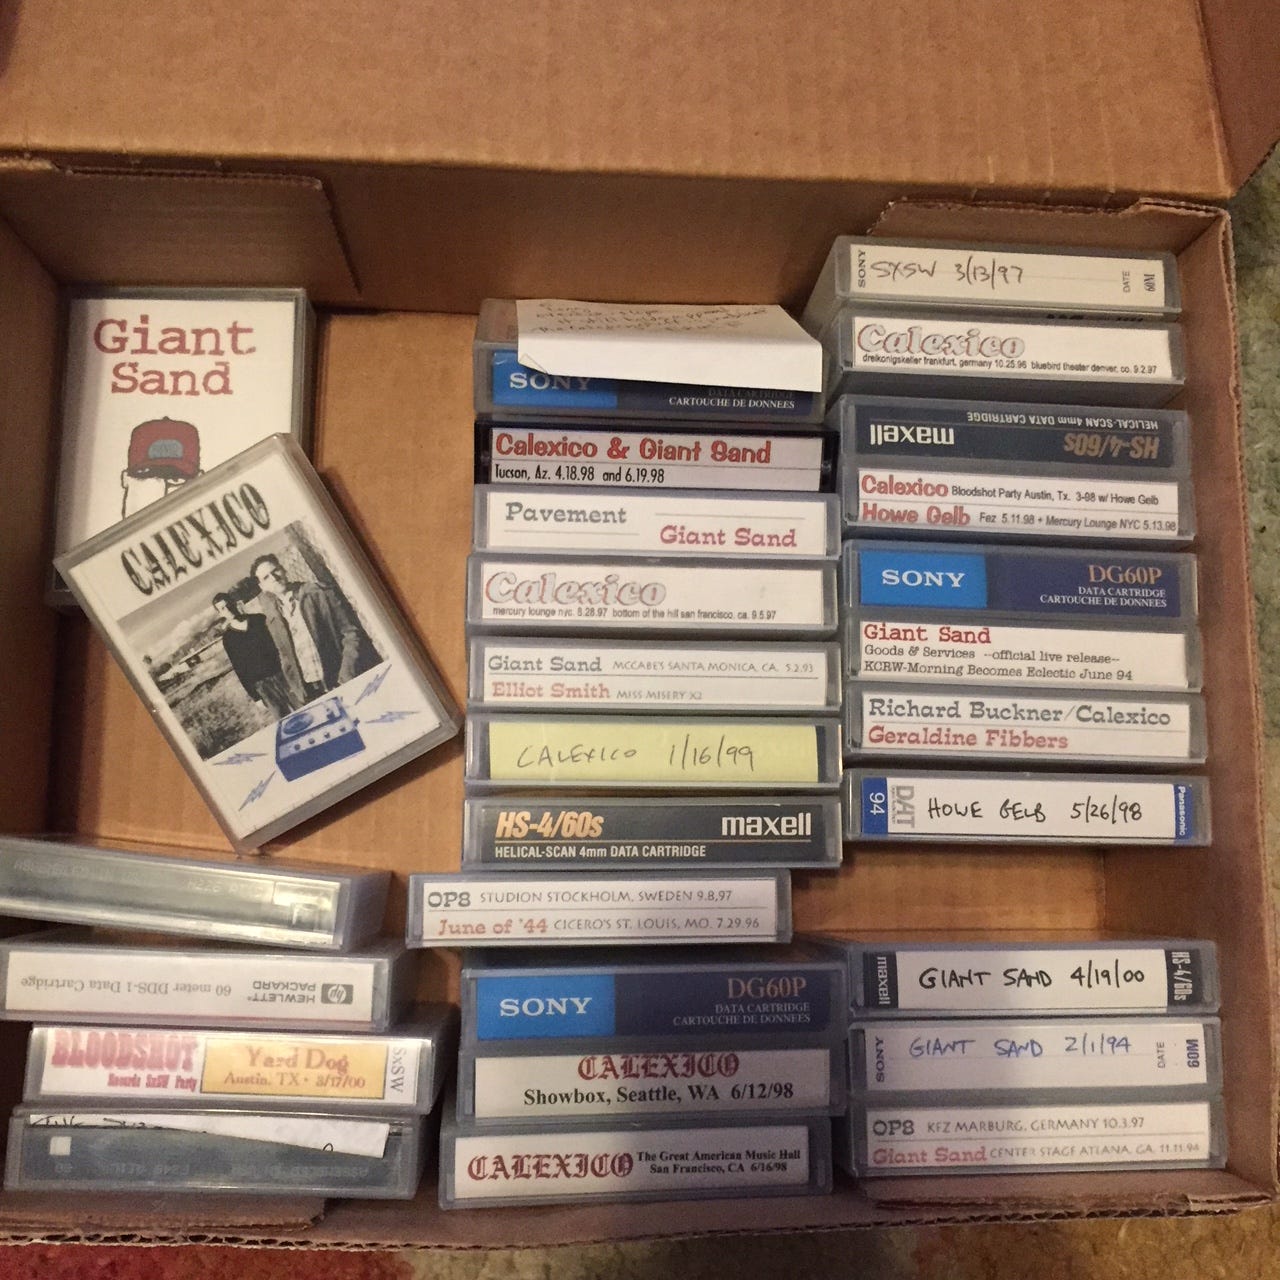 Giant
Sand
CALEXICO
HEWLETT
PACKARD
hp
60 meter DDS-1 Data Cartridge
BLOODSHOT
Records SxSW Party
Yard Dog
Austin, TX · 3/17/00
SxSW
SONY
DATA CARTRIDGE
CARTOUCHE DE DONNEES
Calexico & Giant Sand
Tucson, Az. 4.18.98 and 6.19.98
Pavement
Giant Sand
Calexico
mercury lounge nyc. 8.28.97 bottom of the hill san francisco, ca. 9.5.97
Giant Sand MCCABE'S SANTA MONICA, CA. 5.2.93
Elliot Smith MISS MISERY X2
CALEXICO 1/16/99
HS-4/60s maxell
HELICAL-SCAN 4mm DATA CARTRIDGE
OP8 STUDION STOCKHOLM, SWEDEN 9.8.97
June of '44 CICERO'S ST. LOUIS, MO. 7.29.96
SONY DG60P
DATA CARTRIDGE
CARTOUCHE DE DONNEES
CALEXICO
Showbox, Seattle, WA 6/12/98
CALEXICO The Great American Music Hall
San Francisco, CA 6/16/98
SONY SXSW 3/13/97 DATE 60M
Calexico
dreikonigskeller frankfurt, germany 10.25.96 bluebird theater denver, co. 9.2.97
HELICAL-SCAN 4mm DATA CARTRIDGE
maxell HS-4/60s
Calexico Bloodshot Party Austin, Tx. 3-98 w/ Howe Gelb
Howe Gelb Fez 5.11.98 + Mercury Lounge NYC 5.13.98
SONY DG60P
DATA CARTRIDGE
CARTOUCHE DE DONNEES
Giant Sand
Goods & Services --official live release--
KCRW-Morning Becomes Eclectic June 94
Richard Buckner/Calexico
Geraldine Fibbers
94 DAT HOWE GELB 5/26/98 Panasonic
maxell GIANT SAND 4/19/00 HS-4/60s
SONY GIANT SAND 2/1/94 DATE 60M
OP8 KFZ MARBURG, GERMANY 10.3.97
Giant Sand CENTER STAGE ATLANA, GA. 11.11.94